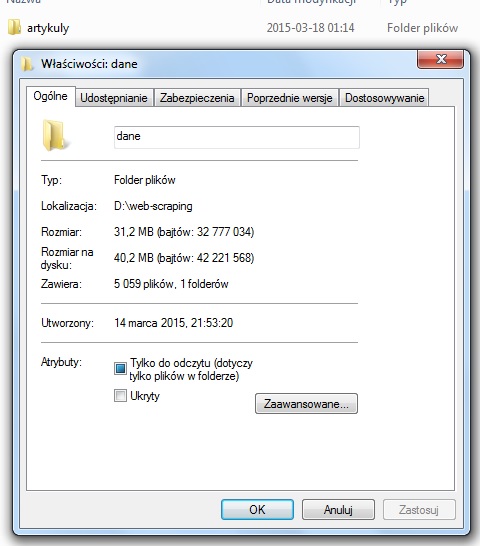 Nazwa Data modyfikacji Typ
artykuly 2015-03-18 01:14 Folder plików
Właściwości: dane
Ogólne Udostępnianie Zabezpieczenia Poprzednie wersje Dostosowywanie
dane
Typ: Folder plików
Lokalizacja: D:\web-scraping
Rozmiar: 31,2 MB (bajtów: 32 777 034)
Rozmiar na
dysku: 40,2 MB (bajtów: 42 221 568)
Zawiera: 5 059 plików, 1 folderów
Utworzony: 14 marca 2015, 21:53:20
Atrybuty: Tylko do odczytu (dotyczy
tylko plików w folderze)
Ukryty Zaawansowane...
OK Anuluj Zastosuj